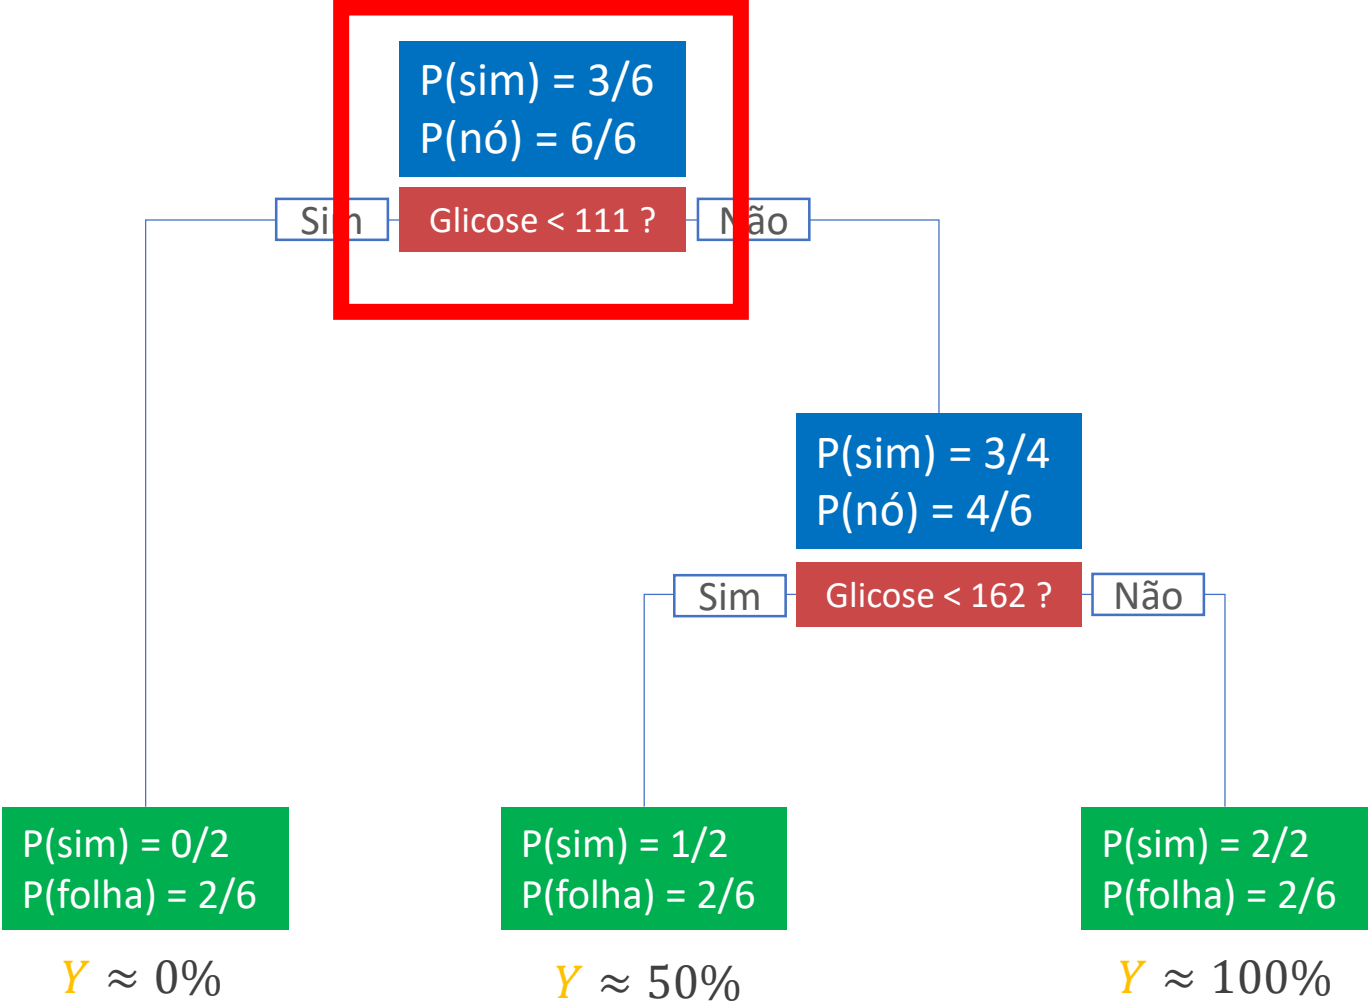 P(sim) = 3/6
P(nó) = 6/6
Sim
Glicose < 111 ?
Não
P(sim) = 3/4
P(nó) = 4/6
Sim
Glicose < 162 ?
Não
P(sim) = 0/2
P(folha) = 2/6
P(sim) = 1/2
P(folha) = 2/6
P(sim) = 2/2
P(folha) = 2/6
Y ≈ 0%
Y ≈ 50%
Y ≈ 100%